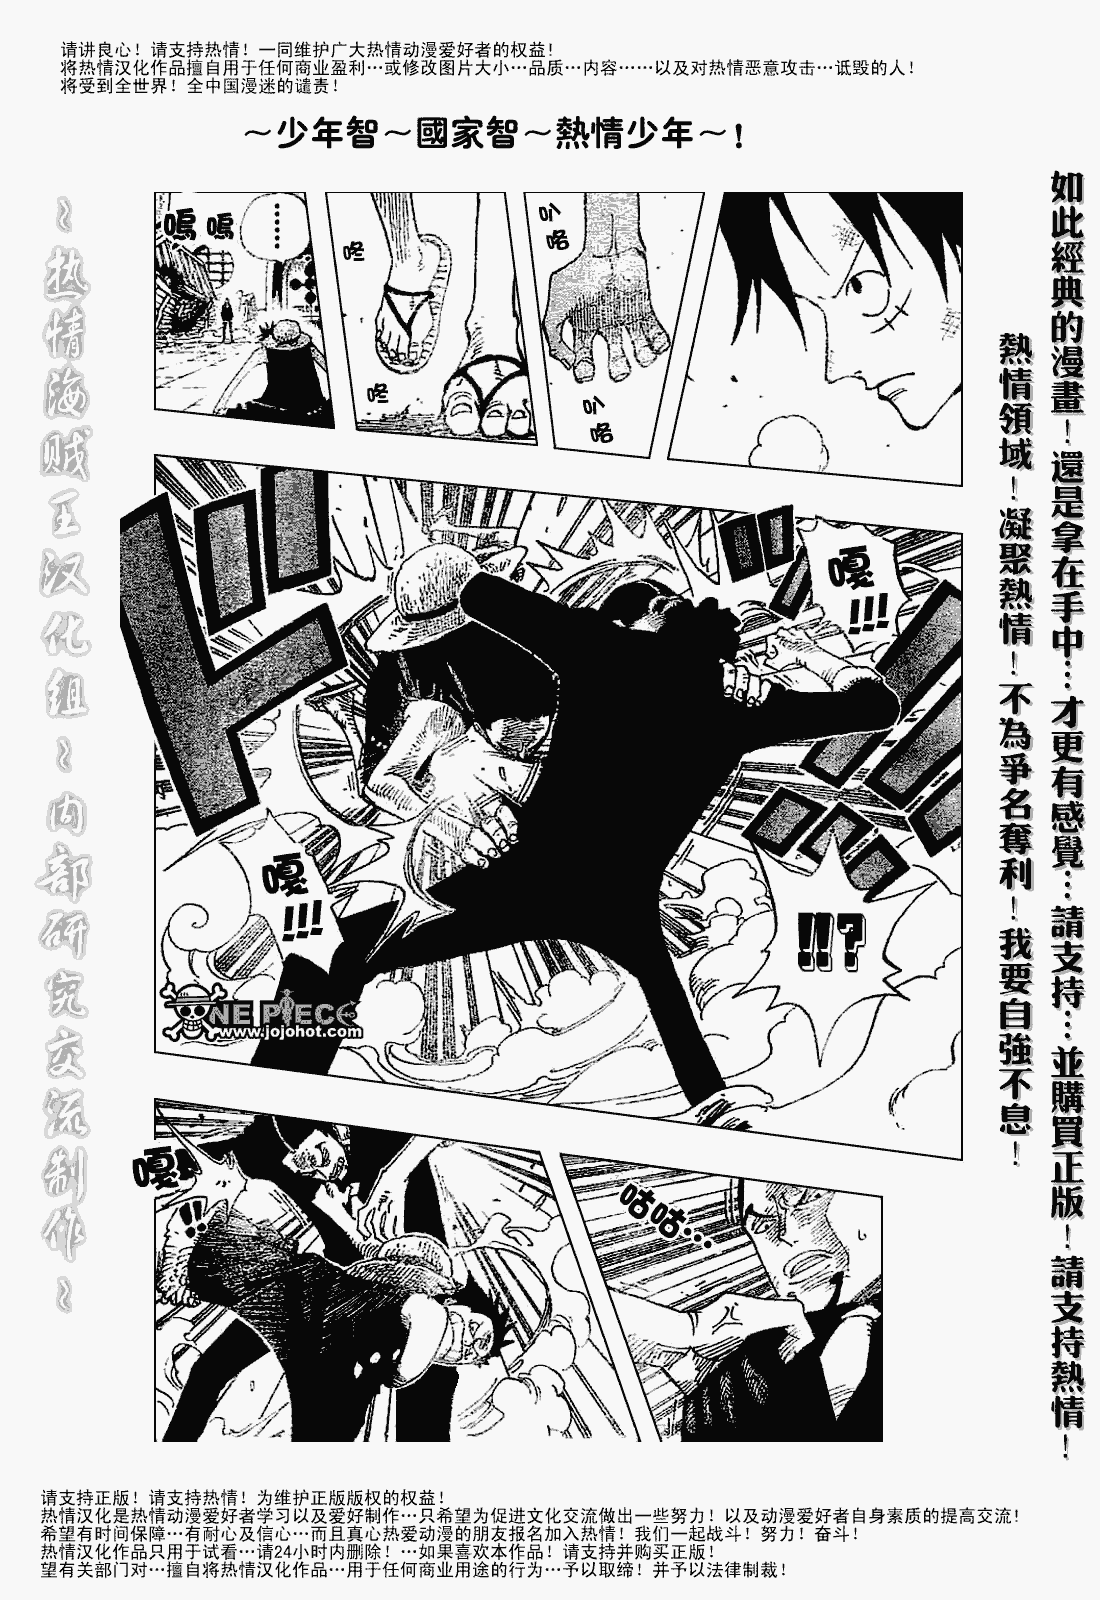 请讲良心！请支持热情！一同维护广大热情动漫爱好者的权益！
将热情汉化作品擅自用于任何商业盈利…或修改图片大小…品质…内容……以及对热情恶意攻击…诋毁的人！
将受到全世界！全中国漫迷的谴责！
～少年智～國家智～熱情少年～！
如此經典的漫畫！還是拿在手中…才更有感覺…請支持…並購買正版！請支持熱情！
熱情領域！凝聚熱情！不為爭名奪利！我要自強不息！
～热情海贼王汉化组～内部研究交流制作～
嗚 嗚
……
咚
咚
叭咯
叭咯
ドドド
嘎!!!
嘎!!!
!!?
ONE PIECE
www.jojohot.com
嘎!!
咕咕…
请支持正版！请支持热情！为维护正版版权的权益！
热情汉化是热情动漫爱好者学习以及爱好制作…只希望为促进文化交流做出一些努力！以及动漫爱好者自身素质的提高交流！
希望有时间保障…有耐心及信心…而且真心热爱动漫的朋友报名加入热情！我们一起战斗！努力！奋斗！
热情汉化作品只用于试看…请24小时内删除！…如果喜欢本作品！请支持并购买正版！
望有关部门对…擅自将热情汉化作品…用于任何商业用途的行为…予以取缔！并予以法律制裁！